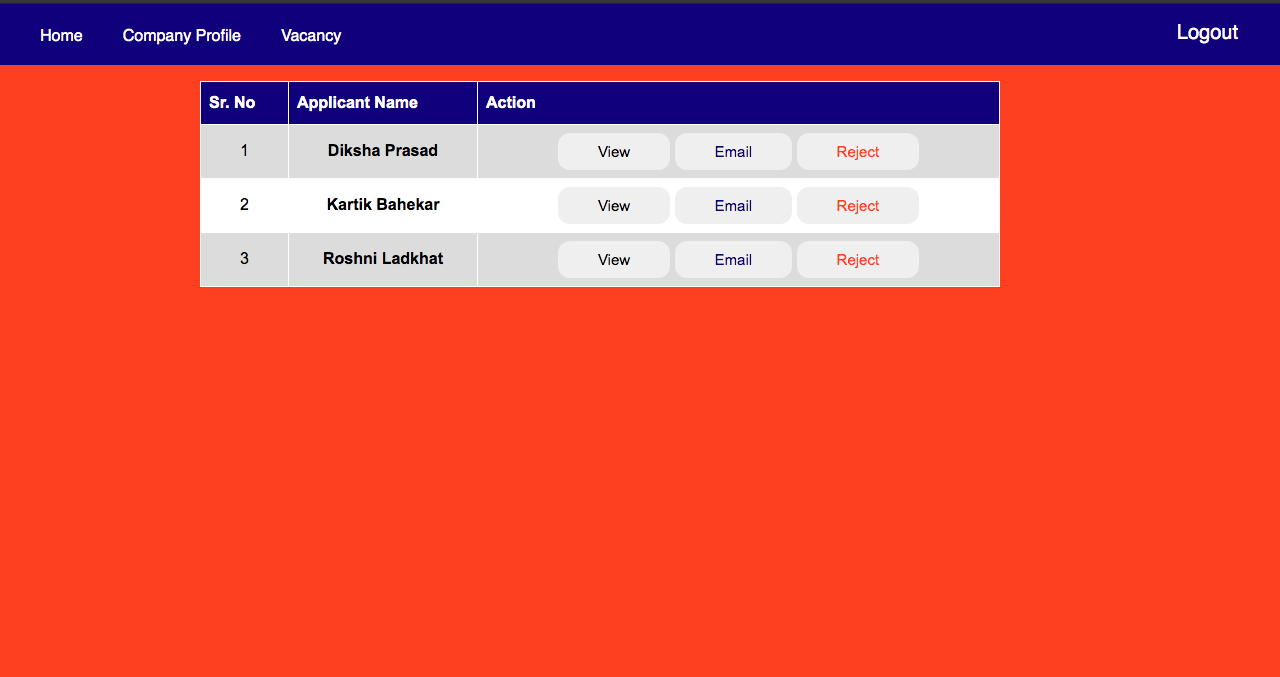 Home Company Profile Vacancy Logout
Sr. No Applicant Name Action
1 Diksha Prasad View Email Reject
2 Kartik Bahekar View Email Reject
3 Roshni Ladkhat View Email Reject